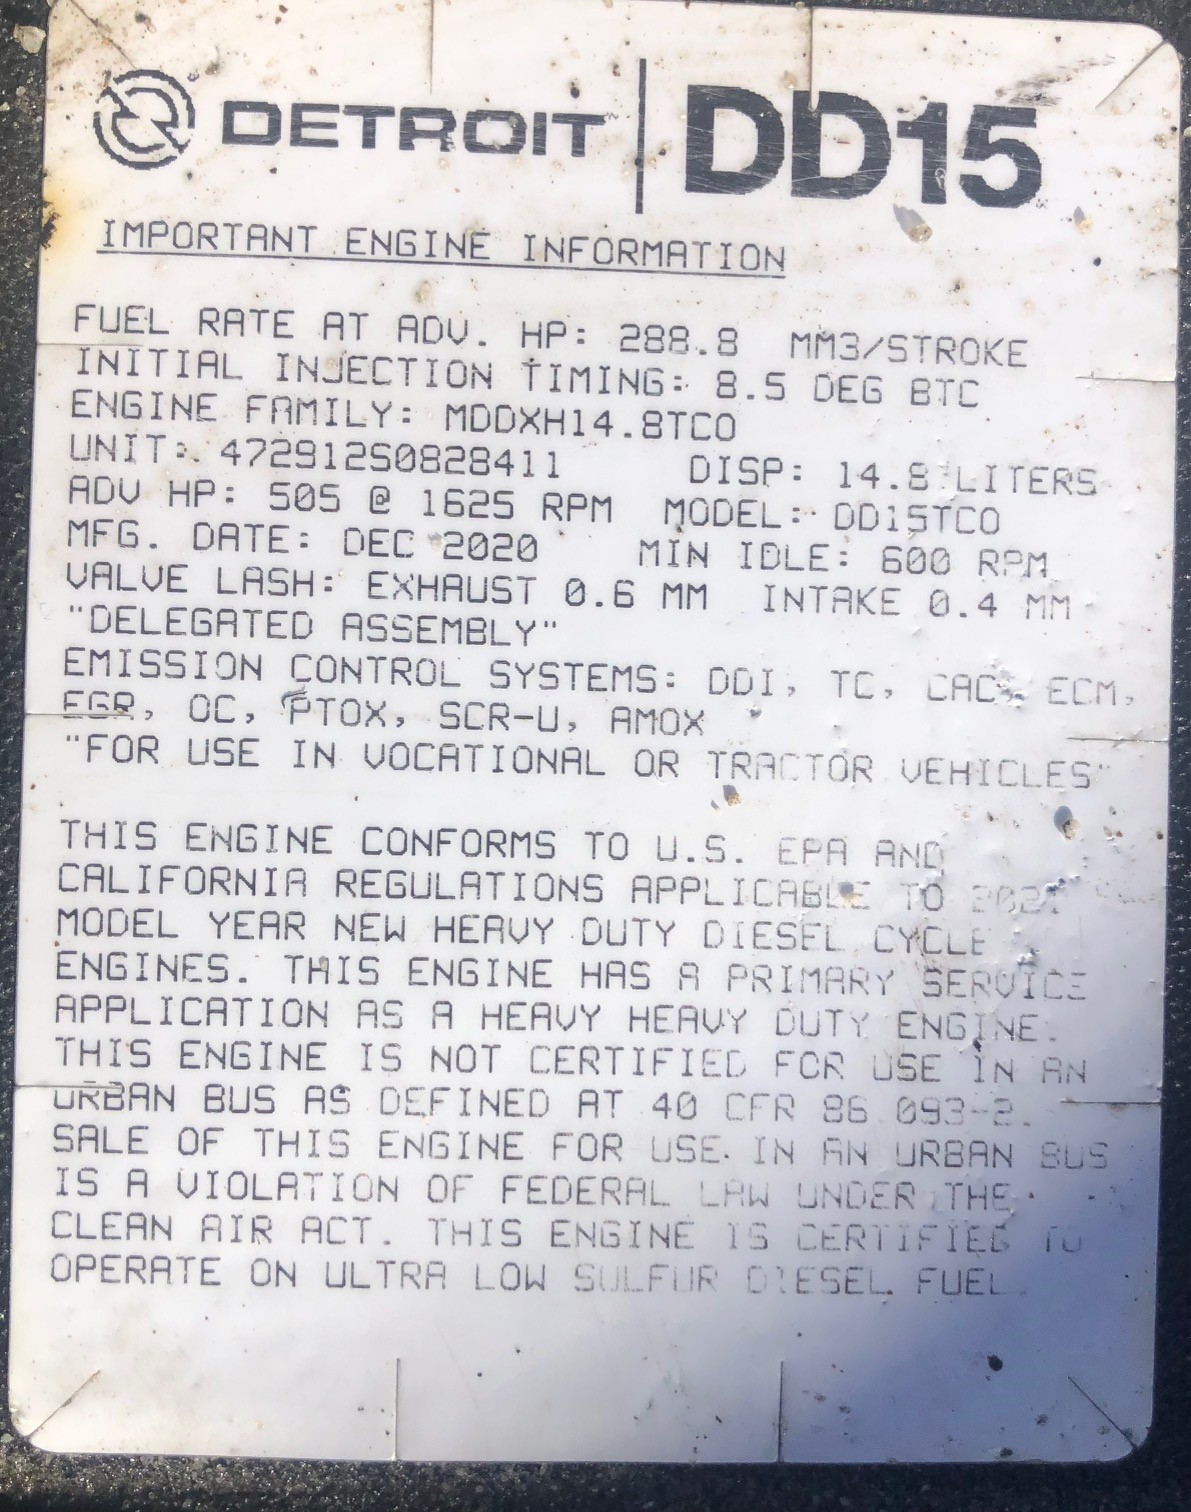 DETROIT DD15
IMPORTANT ENGINE INFORMATION
FUEL RATE AT ADV. HP: 288.8 MM3/STROKE
INITIAL INJECTION TIMING: 8.5 DEG BTC
ENGINE FAMILY: MDDXH14.8TCO
UNIT: 472912S0828411 DISP: 14.8 LITERS
ADV HP: 505 @ 1625 RPM MODEL: DD15TCO
MFG. DATE: DEC 2020 MIN IDLE: 600 RPM
VALVE LASH: EXHAUST 0.6 MM INTAKE 0.4 MM
"DELEGATED ASSEMBLY"
EMISSION CONTROL SYSTEMS: DDI, TC, CAC, ECM,
EGR, OC, PTOX, SCR-U, AMOX
"FOR USE IN VOCATIONAL OR TRACTOR VEHICLES"
THIS ENGINE CONFORMS TO U.S. EPA AND
CALIFORNIA REGULATIONS APPLICABLE TO 2021
MODEL YEAR NEW HEAVY DUTY DIESEL CYCLE
ENGINES. THIS ENGINE HAS A PRIMARY SERVICE
APPLICATION AS A HEAVY HEAVY DUTY ENGINE.
THIS ENGINE IS NOT CERTIFIED FOR USE IN AN
URBAN BUS AS DEFINED AT 40 CFR 86.093-2.
SALE OF THIS ENGINE FOR USE IN AN URBAN BUS
IS A VIOLATION OF FEDERAL LAW UNDER THE
CLEAN AIR ACT. THIS ENGINE IS CERTIFIED TO
OPERATE ON ULTRA LOW SULFUR DIESEL FUEL.